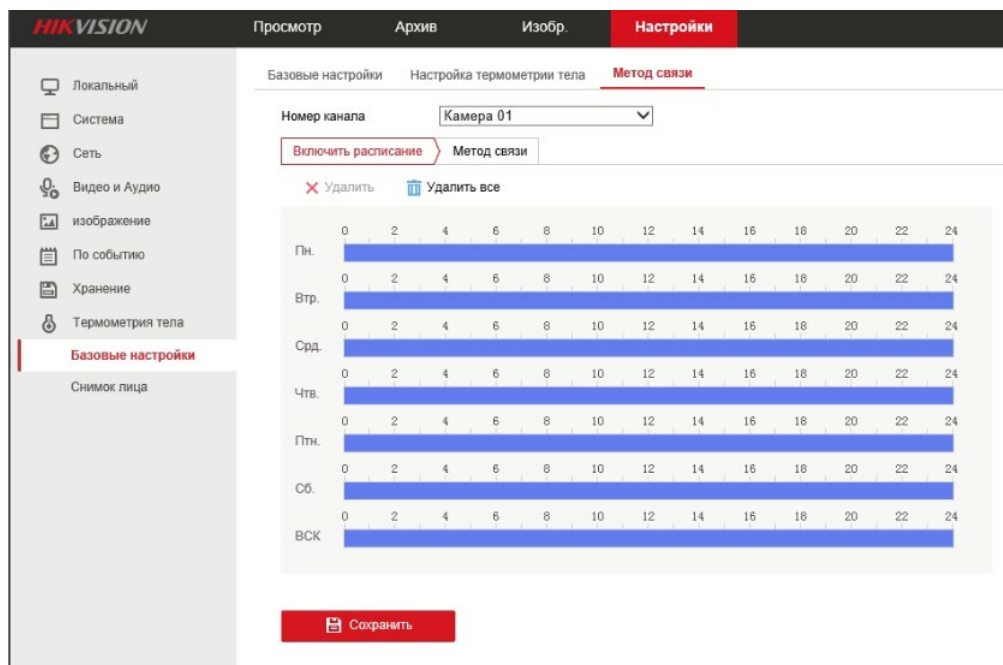 HIKVISION Просмотр Архив Изобр. Настройки
Базовые настройки Настройка термометрии тела Метод связи
Локальный
Система
Сеть
Видео и Аудио
изображение
По событию
Хранение
Термометрия тела
Базовые настройки
Снимок лица
Номер канала Камера 01
Включить расписание Метод связи
Удалить Удалить все
0 2 4 6 8 10 12 14 16 18 20 22 24
Пн.
0 2 4 6 8 10 12 14 16 18 20 22 24
Втр.
0 2 4 6 8 10 12 14 16 18 20 22 24
Срд.
0 2 4 6 8 10 12 14 16 18 20 22 24
Чтв.
0 2 4 6 8 10 12 14 16 18 20 22 24
Птн.
0 2 4 6 8 10 12 14 16 18 20 22 24
Сб.
0 2 4 6 8 10 12 14 16 18 20 22 24
ВСК
Сохранить